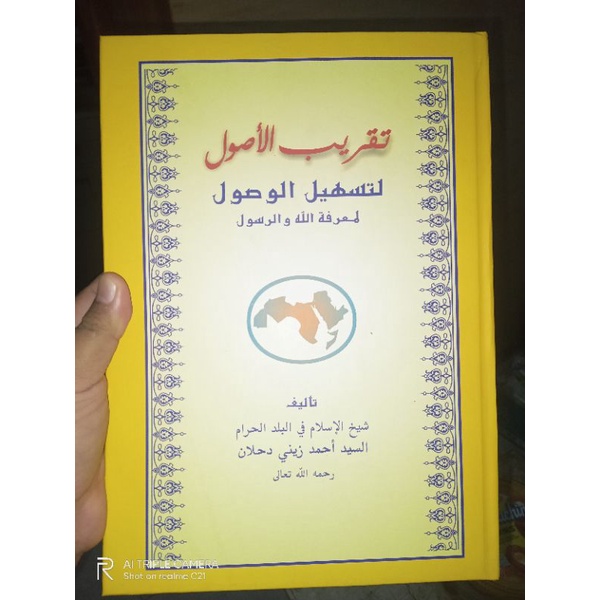 تقريب الأصول
لتسهيل الوصول
لمعرفة الله والرسول
تأليف
شيخ الإسلام في البلد الحرام
السيد أحمد زيني دحلان
رحمه الله تعالى
AI TRIPLE CAMERA
Shot on realme C21